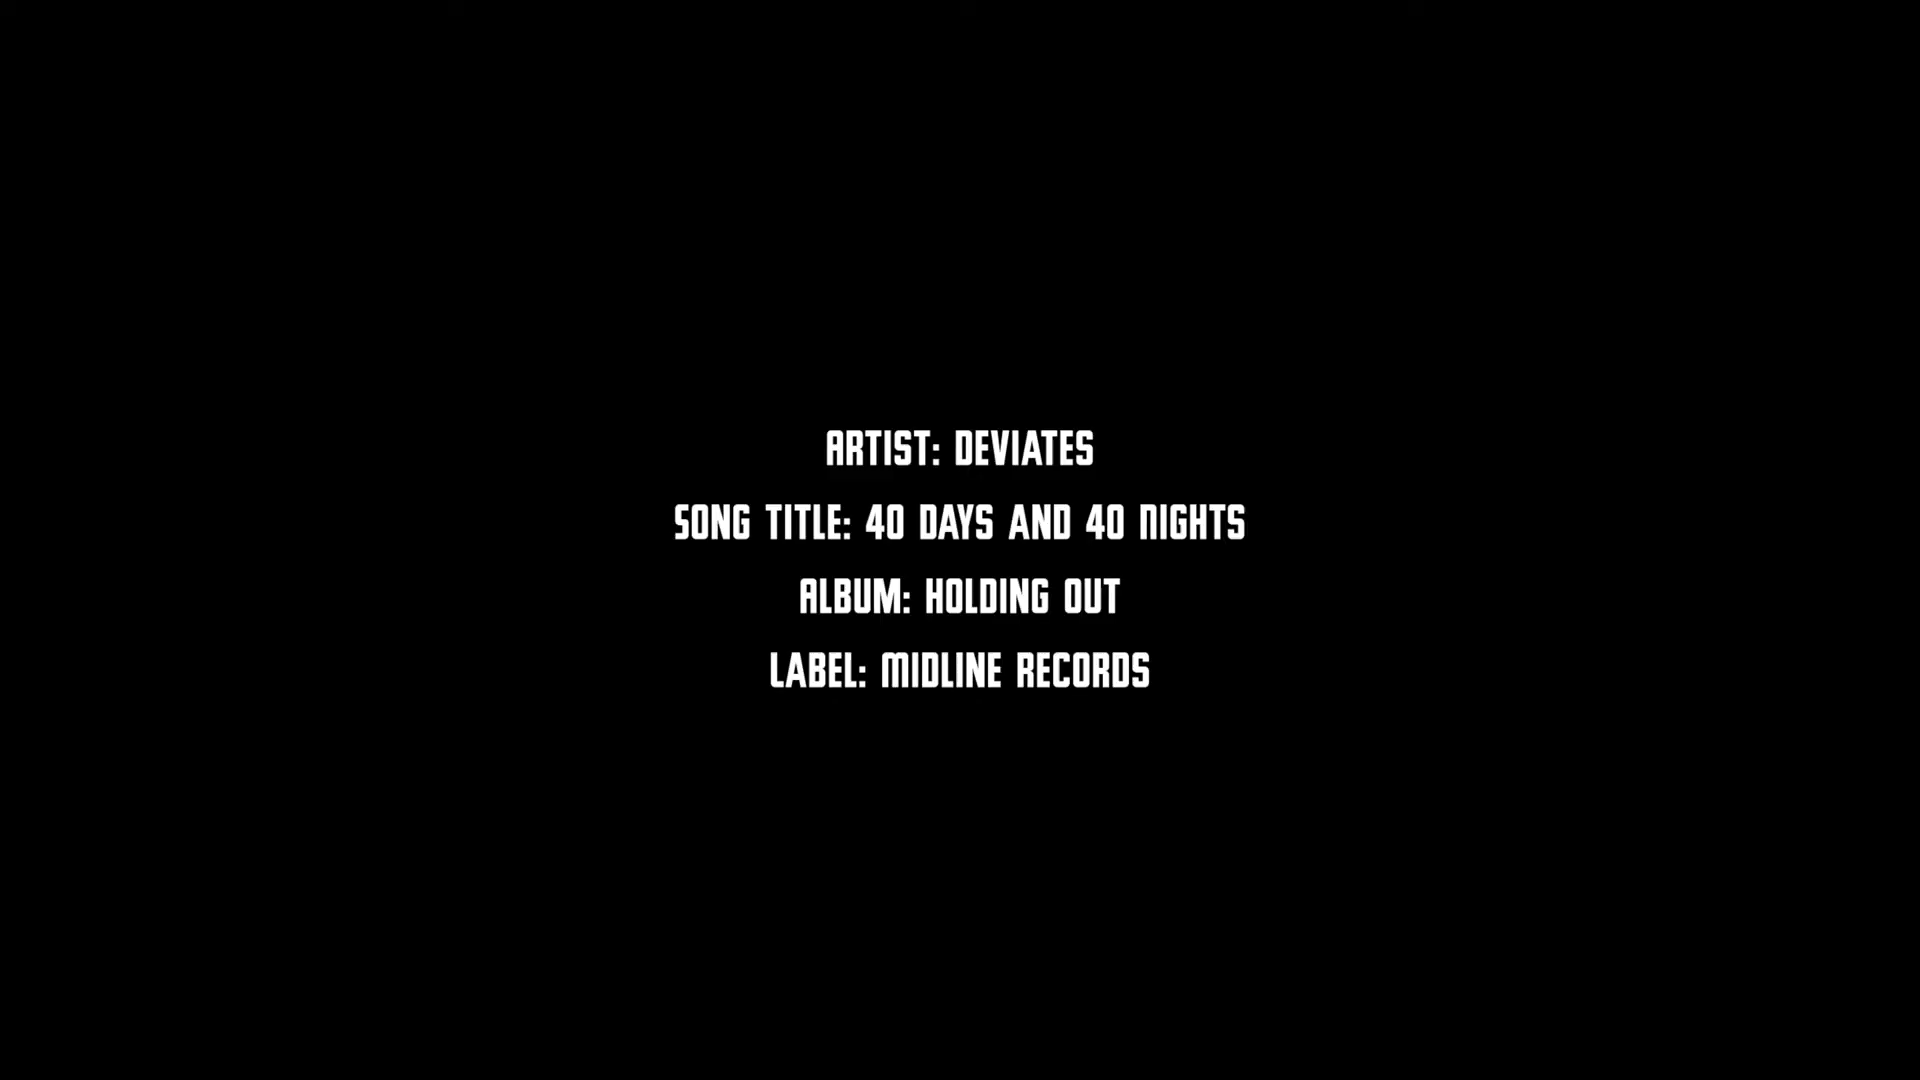 ARTIST: DEVIATES
SONG TITLE: 40 DAYS AND 40 NIGHTS
ALBUM: HOLDING OUT
LABEL: MIDLINE RECORDS